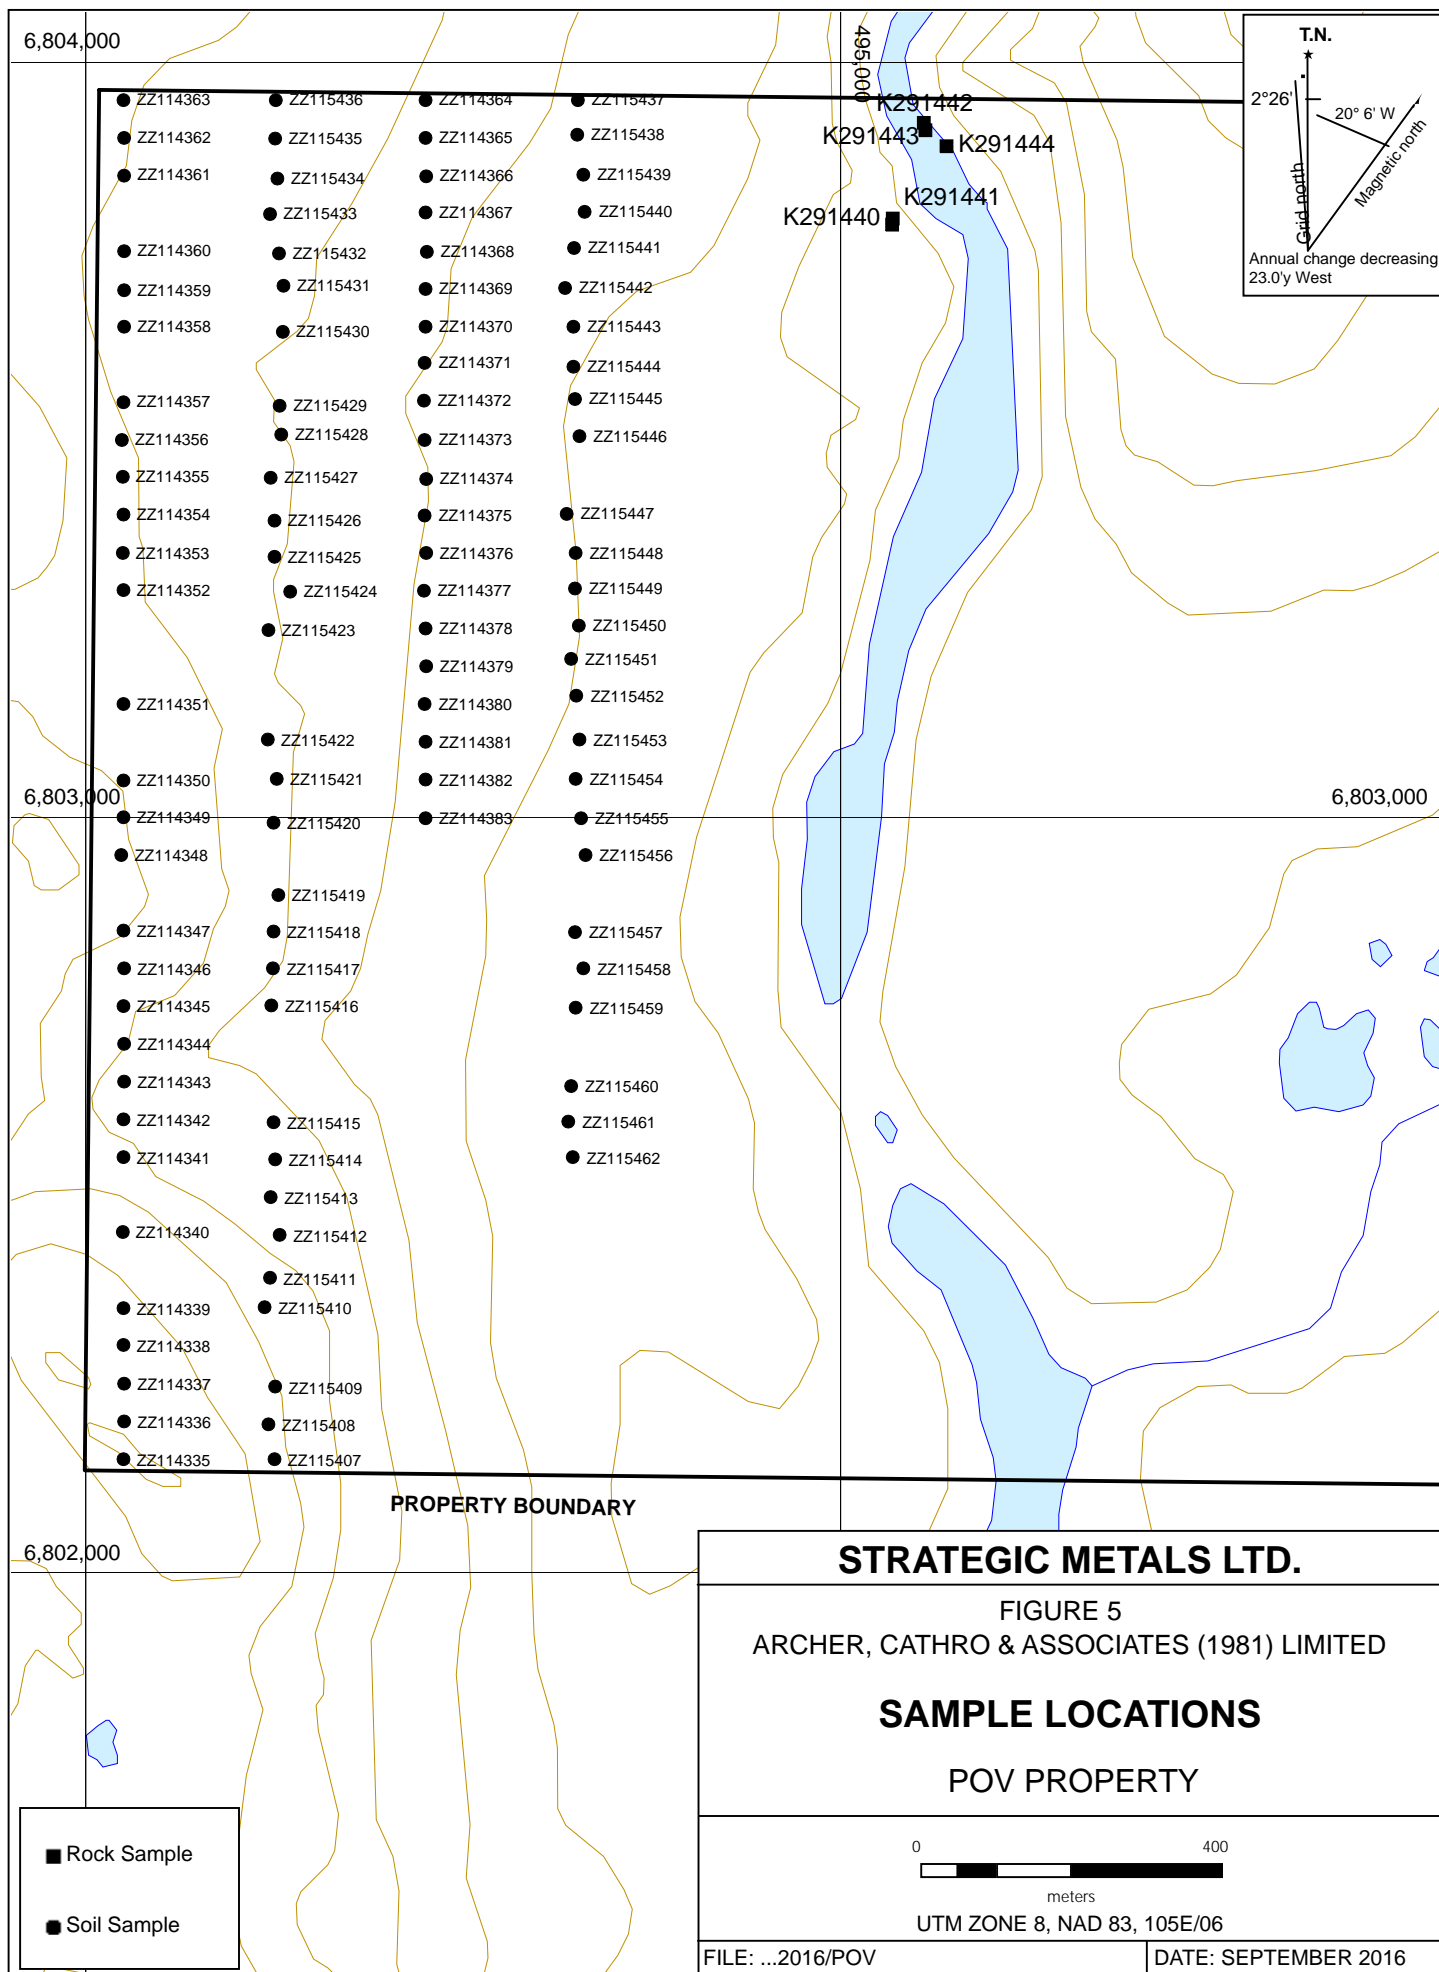 6,804,000
495,000
T.N.
2°26'
20° 6' W
Grid north
Magnetic north
Annual change decreasing
23.0'y West
K291442
K291443
K291444
K291441
K291440
ZZ114363
ZZ114362
ZZ114361
ZZ114360
ZZ114359
ZZ114358
ZZ114357
ZZ114356
ZZ114355
ZZ114354
ZZ114353
ZZ114352
ZZ114351
ZZ114350
6,803,000
ZZ114349
ZZ114348
ZZ114347
ZZ114346
ZZ114345
ZZ114344
ZZ114343
ZZ114342
ZZ114341
ZZ114340
ZZ114339
ZZ114338
ZZ114337
ZZ114336
ZZ114335
ZZ115436
ZZ115435
ZZ115434
ZZ115433
ZZ115432
ZZ115431
ZZ115430
ZZ115429
ZZ115428
ZZ115427
ZZ115426
ZZ115425
ZZ115424
ZZ115423
ZZ115422
ZZ115421
ZZ115420
ZZ115419
ZZ115418
ZZ115417
ZZ115416
ZZ115415
ZZ115414
ZZ115413
ZZ115412
ZZ115411
ZZ115410
ZZ115409
ZZ115408
ZZ115407
ZZ114364
ZZ114365
ZZ114366
ZZ114367
ZZ114368
ZZ114369
ZZ114370
ZZ114371
ZZ114372
ZZ114373
ZZ114374
ZZ114375
ZZ114376
ZZ114377
ZZ114378
ZZ114379
ZZ114380
ZZ114381
ZZ114382
ZZ114383
ZZ115437
ZZ115438
ZZ115439
ZZ115440
ZZ115441
ZZ115442
ZZ115443
ZZ115444
ZZ115445
ZZ115446
ZZ115447
ZZ115448
ZZ115449
ZZ115450
ZZ115451
ZZ115452
ZZ115453
ZZ115454
ZZ115455
ZZ115456
ZZ115457
ZZ115458
ZZ115459
ZZ115460
ZZ115461
ZZ115462
6,803,000
PROPERTY BOUNDARY
6,802,000
STRATEGIC METALS LTD.
FIGURE 5
ARCHER, CATHRO & ASSOCIATES (1981) LIMITED
SAMPLE LOCATIONS
POV PROPERTY
0 400
meters
UTM ZONE 8, NAD 83, 105E/06
FILE: ...2016/POV
DATE: SEPTEMBER 2016
Rock Sample
Soil Sample